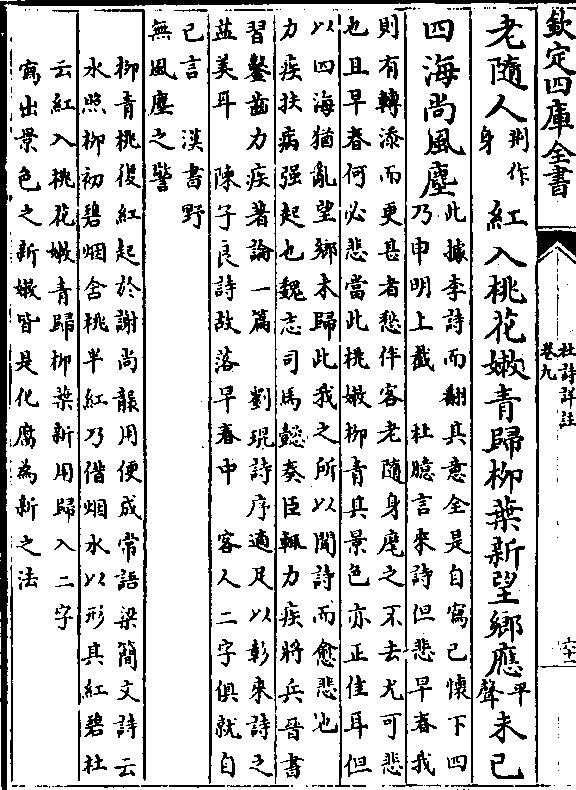 欽定四庫全書
杜詩詳註
卷九
老隨人荆作身紅入桃花嫩青歸栁葉新望鄉應平聲未已
四海尚風塵
此據李詩而翻其意全是自寫已懷下四
乃申明上截 杜臆言來詩但悲早春我
則有轉添而更甚者愁伴客老隨身麾之不去尤可悲
也且早春何必悲當此桃嫩栁青其景色亦正佳耳但
以四海猶亂望鄉未歸此我之所以聞詩而愈悲也
力疾扶病强起也魏志司馬懿奏臣輒力疾將兵晉書
習鑿齒力疾著論一篇 劉琨詩序適足以彰來詩之
益美耳 陳子良詩故落早春中 客人二字俱就自
已言 漢書野
無風塵之警
栁青桃復紅起於謝尚襲用便成常語梁簡文詩云
水照栁初碧烟含桃半紅乃借烟水以形其紅碧杜
云紅入桃花嫩青歸栁葉新用歸入二字
寫出景色之新嫩皆是化腐為新之法